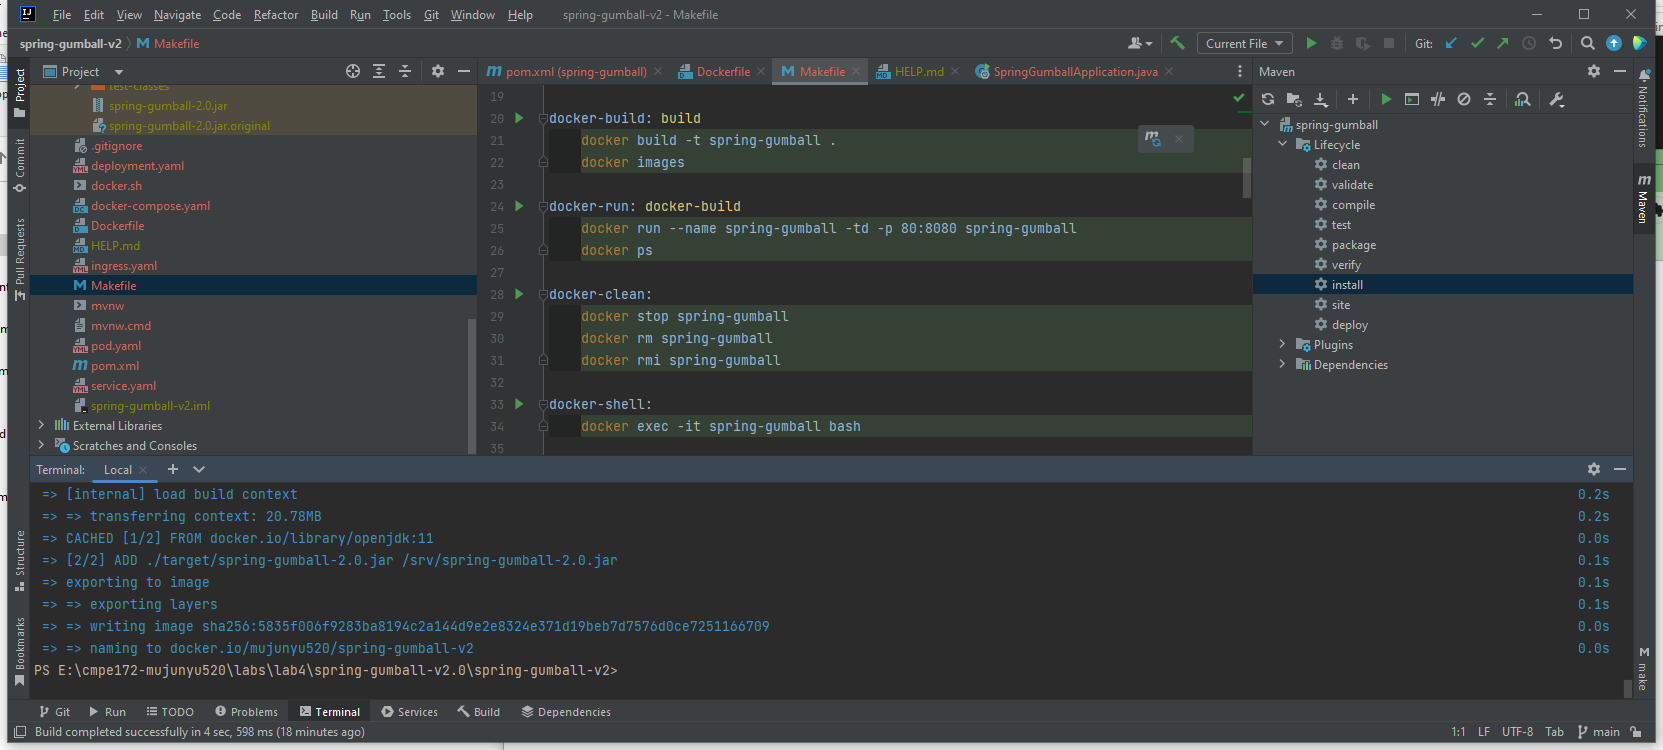 File Edit View Navigate Code Refactor Build Run Tools Git Window Help spring-gumball-v2 - Makefile
spring-gumball-v2 Makefile
Current File Git:
Project
pom.xml (spring-gumball) Dockerfile Makefile HELP.md SpringGumballApplication.java
Maven
test-classes
spring-gumball-2.0.jar
spring-gumball-2.0.jar.original
.gitignore
deployment.yaml
docker.sh
docker-compose.yaml
Dockerfile
HELP.md
ingress.yaml
Makefile
mvnw
mvnw.cmd
pod.yaml
pom.xml
service.yaml
spring-gumball-v2.iml
External Libraries
Scratches and Consoles
19
20 docker-build: build
21 docker build -t spring-gumball .
22 docker images
23
24 docker-run: docker-build
25 docker run --name spring-gumball -td -p 80:8080 spring-gumball
26 docker ps
27
28 docker-clean:
29 docker stop spring-gumball
30 docker rm spring-gumball
31 docker rmi spring-gumball
32
33 docker-shell:
34 docker exec -it spring-gumball bash
35
spring-gumball
Lifecycle
clean
validate
compile
test
package
verify
install
site
deploy
Plugins
Dependencies
Project
Commit
Pull Requests
Structure
Bookmarks
Notifications
Maven
make
Terminal: Local
=> [internal] load build context 0.2s
=> => transferring context: 20.78MB 0.2s
=> CACHED [1/2] FROM docker.io/library/openjdk:11 0.0s
=> [2/2] ADD ./target/spring-gumball-2.0.jar /srv/spring-gumball-2.0.jar 0.1s
=> exporting to image 0.1s
=> => exporting layers 0.1s
=> => writing image sha256:5835f006f9283ba8194c2a144d9e2e8324e371d19beb7d7576d0ce7251166709 0.0s
=> => naming to docker.io/mujunyu520/spring-gumball-v2 0.0s
PS E:\cmpe172-mujunyu520\labs\lab4\spring-gumball-v2.0\spring-gumball-v2>
Git Run TODO Problems Terminal Services Build Dependencies
Build completed successfully in 4 sec, 598 ms (18 minutes ago) 1:1 LF UTF-8 Tab main